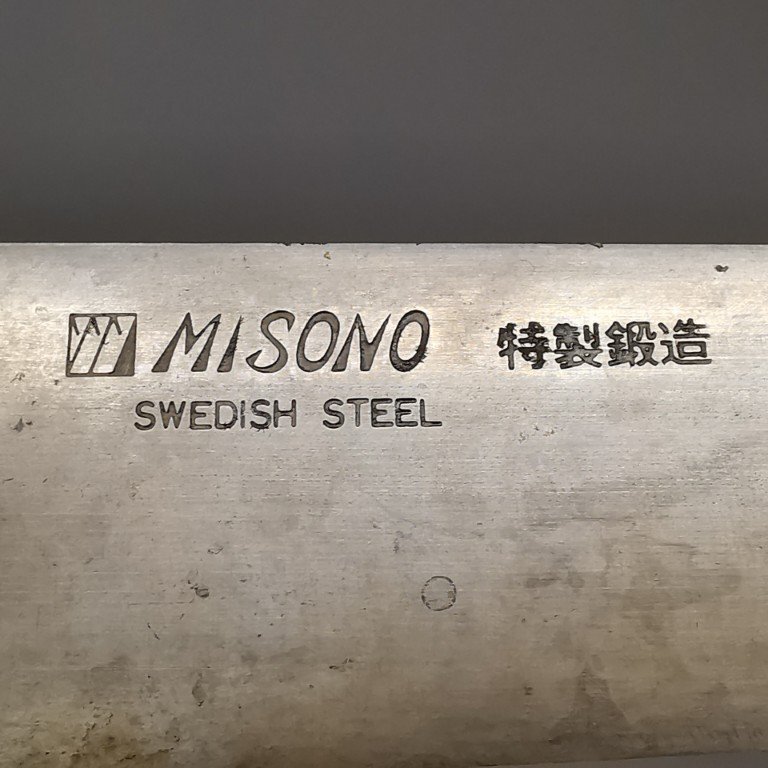 MISONO 特製鍛造
SWEDISH STEEL